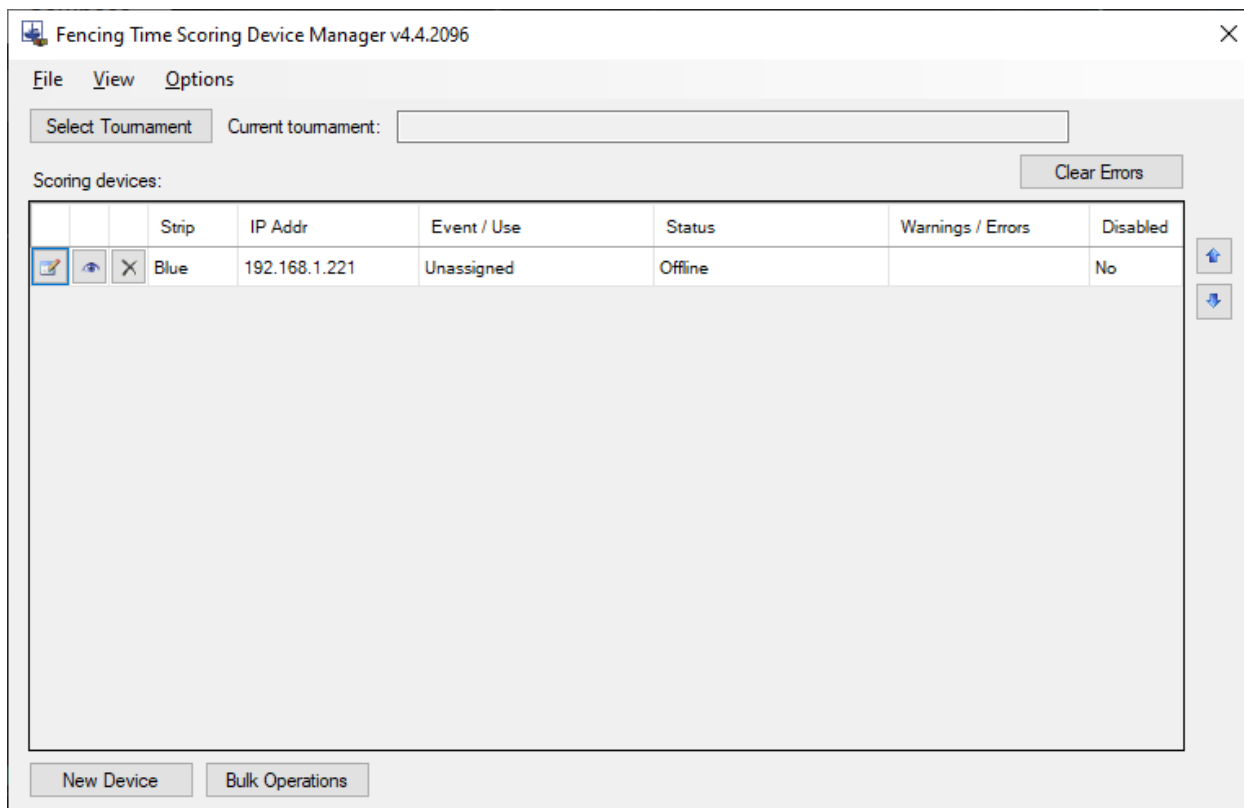 Fencing Time Scoring Device Manager v4.4.2096
File View Options
Select Tournament Current tournament:
Clear Errors
Scoring devices:
Strip IP Addr Event / Use Status Warnings / Errors Disabled
Blue 192.168.1.221 Unassigned Offline No
New Device Bulk Operations